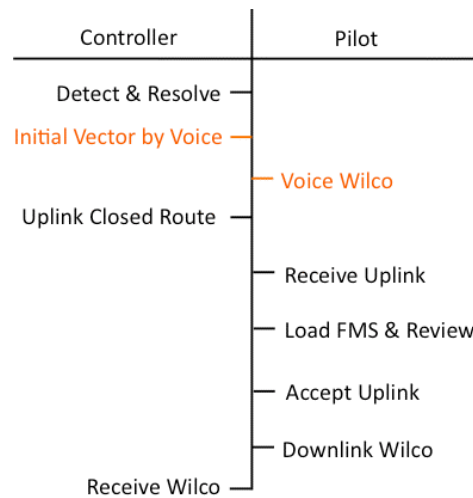 Controller
Pilot
Detect & Resolve
Initial Vector by Voice
Voice Wilco
Uplink Closed Route
Receive Uplink
Load FMS & Review
Accept Uplink
Downlink Wilco
Receive Wilco